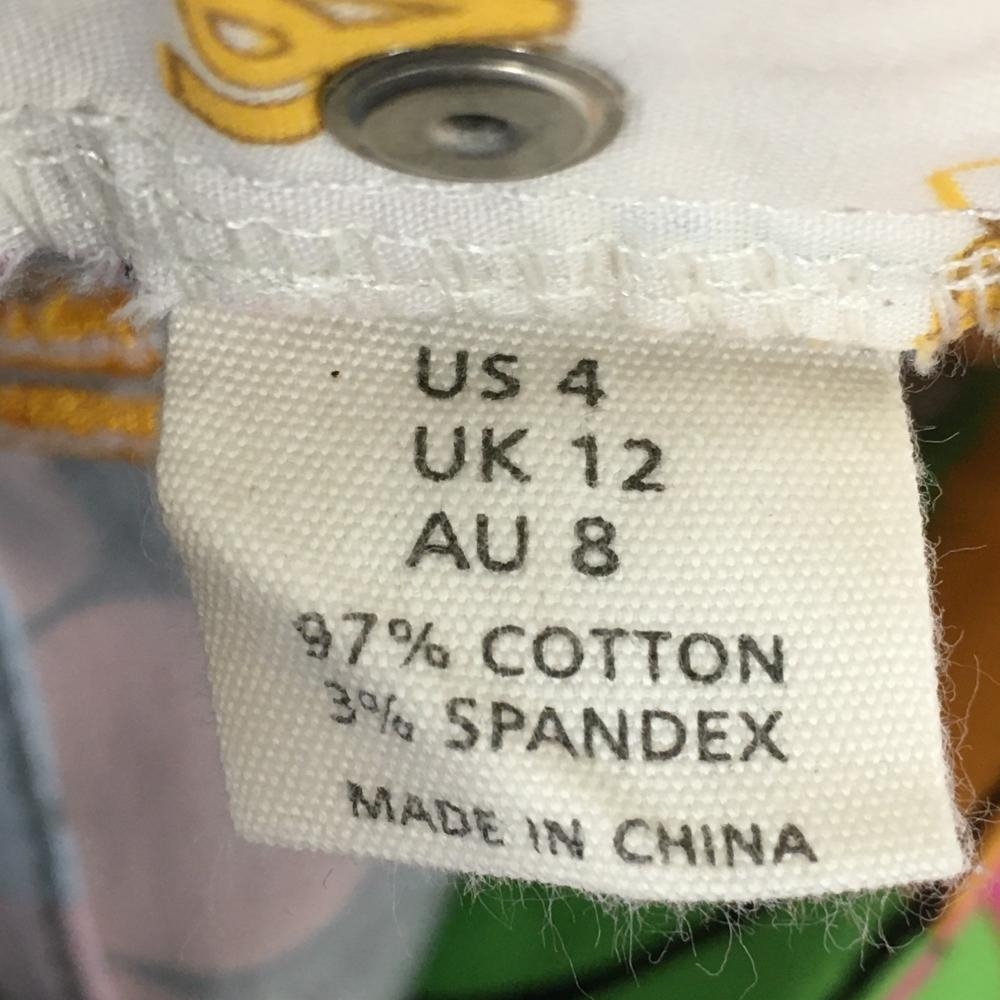 US 4
UK 12
AU 8
97% COTTON
3% SPANDEX
MADE IN CHINA